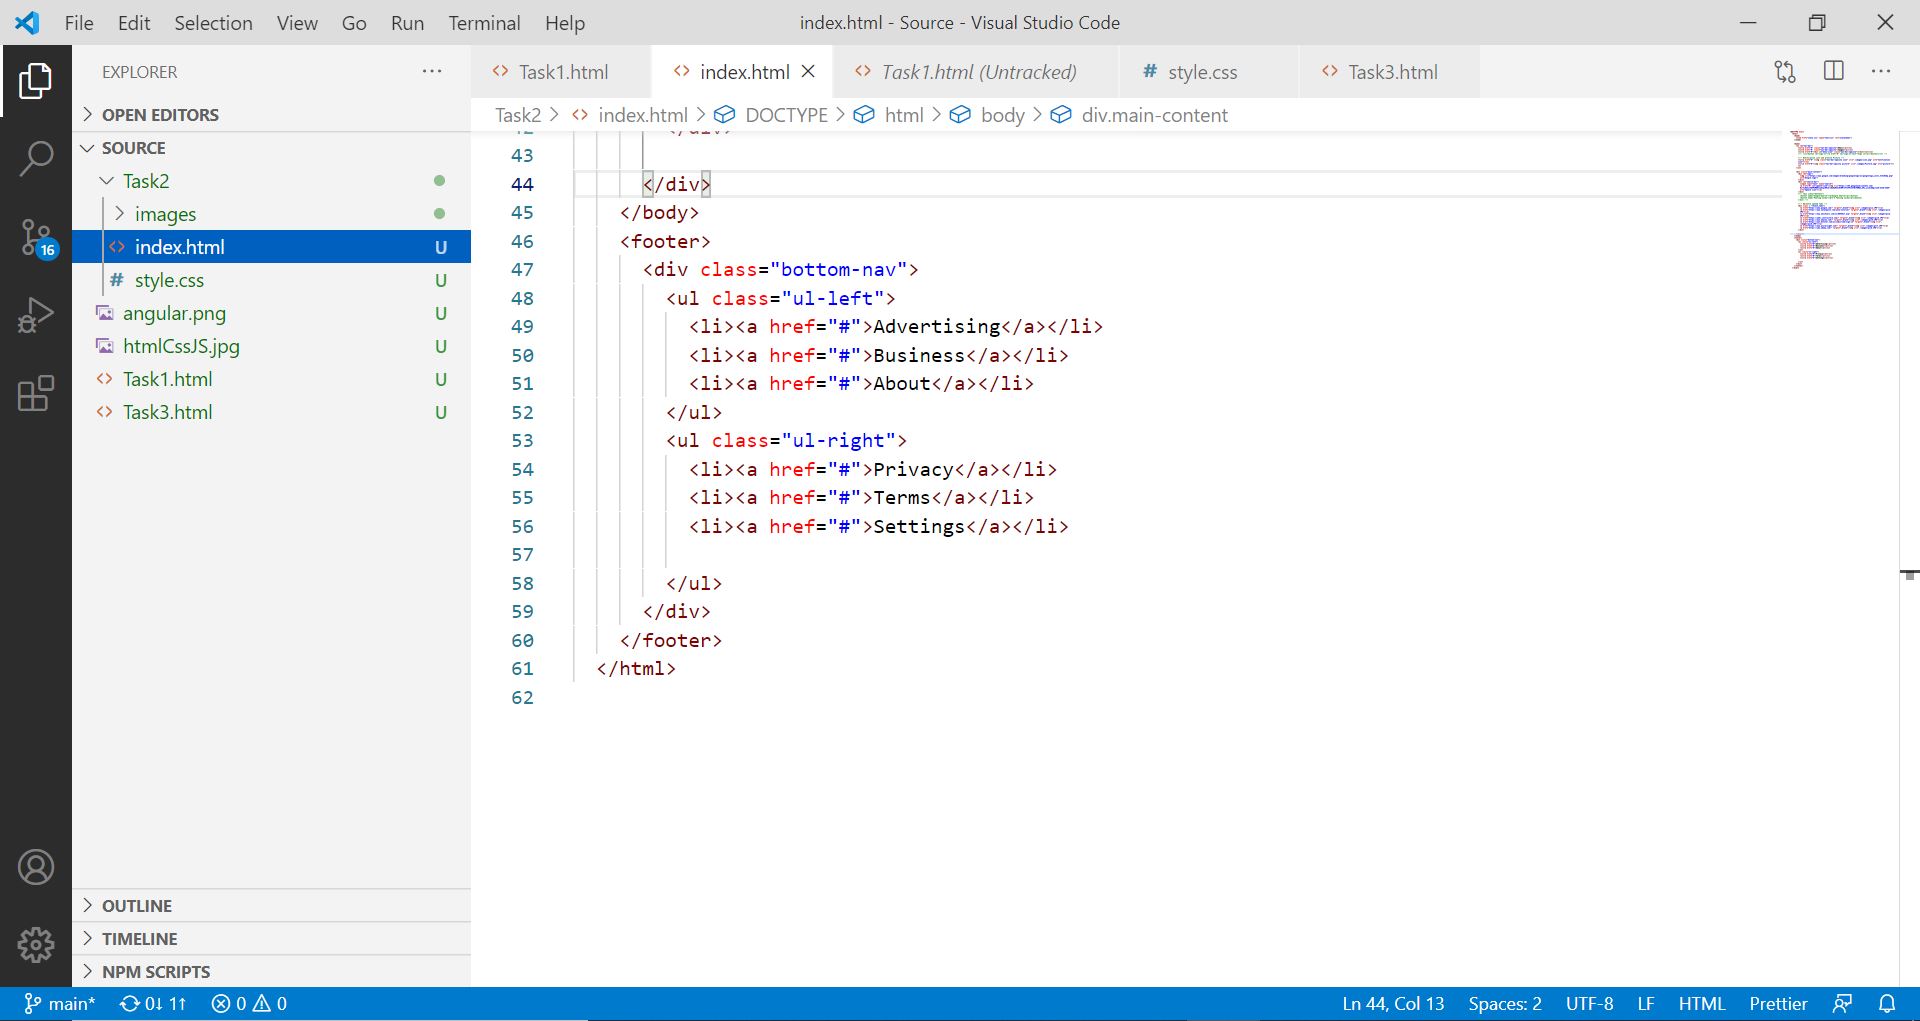 File Edit Selection View Go Run Terminal Help index.html - Source - Visual Studio Code
EXPLORER
OPEN EDITORS
SOURCE
Task2
images
index.html U
style.css U
angular.png U
htmlCssJS.jpg U
Task1.html U
Task3.html U
16
OUTLINE
TIMELINE
NPM SCRIPTS
Task1.html index.html Task1.html (Untracked) style.css Task3.html
Task2 > index.html > DOCTYPE > html > body > div.main-content
42 </div>
43
44 </div>
45 </body>
46 <footer>
47 <div class="bottom-nav">
48 <ul class="ul-left">
49 <li><a href="#">Advertising</a></li>
50 <li><a href="#">Business</a></li>
51 <li><a href="#">About</a></li>
52 </ul>
53 <ul class="ul-right">
54 <li><a href="#">Privacy</a></li>
55 <li><a href="#">Terms</a></li>
56 <li><a href="#">Settings</a></li>
57
58 </ul>
59 </div>
60 </footer>
61 </html>
62
main* 0↓ 1↑ 0 0 Ln 44, Col 13 Spaces: 2 UTF-8 LF HTML Prettier